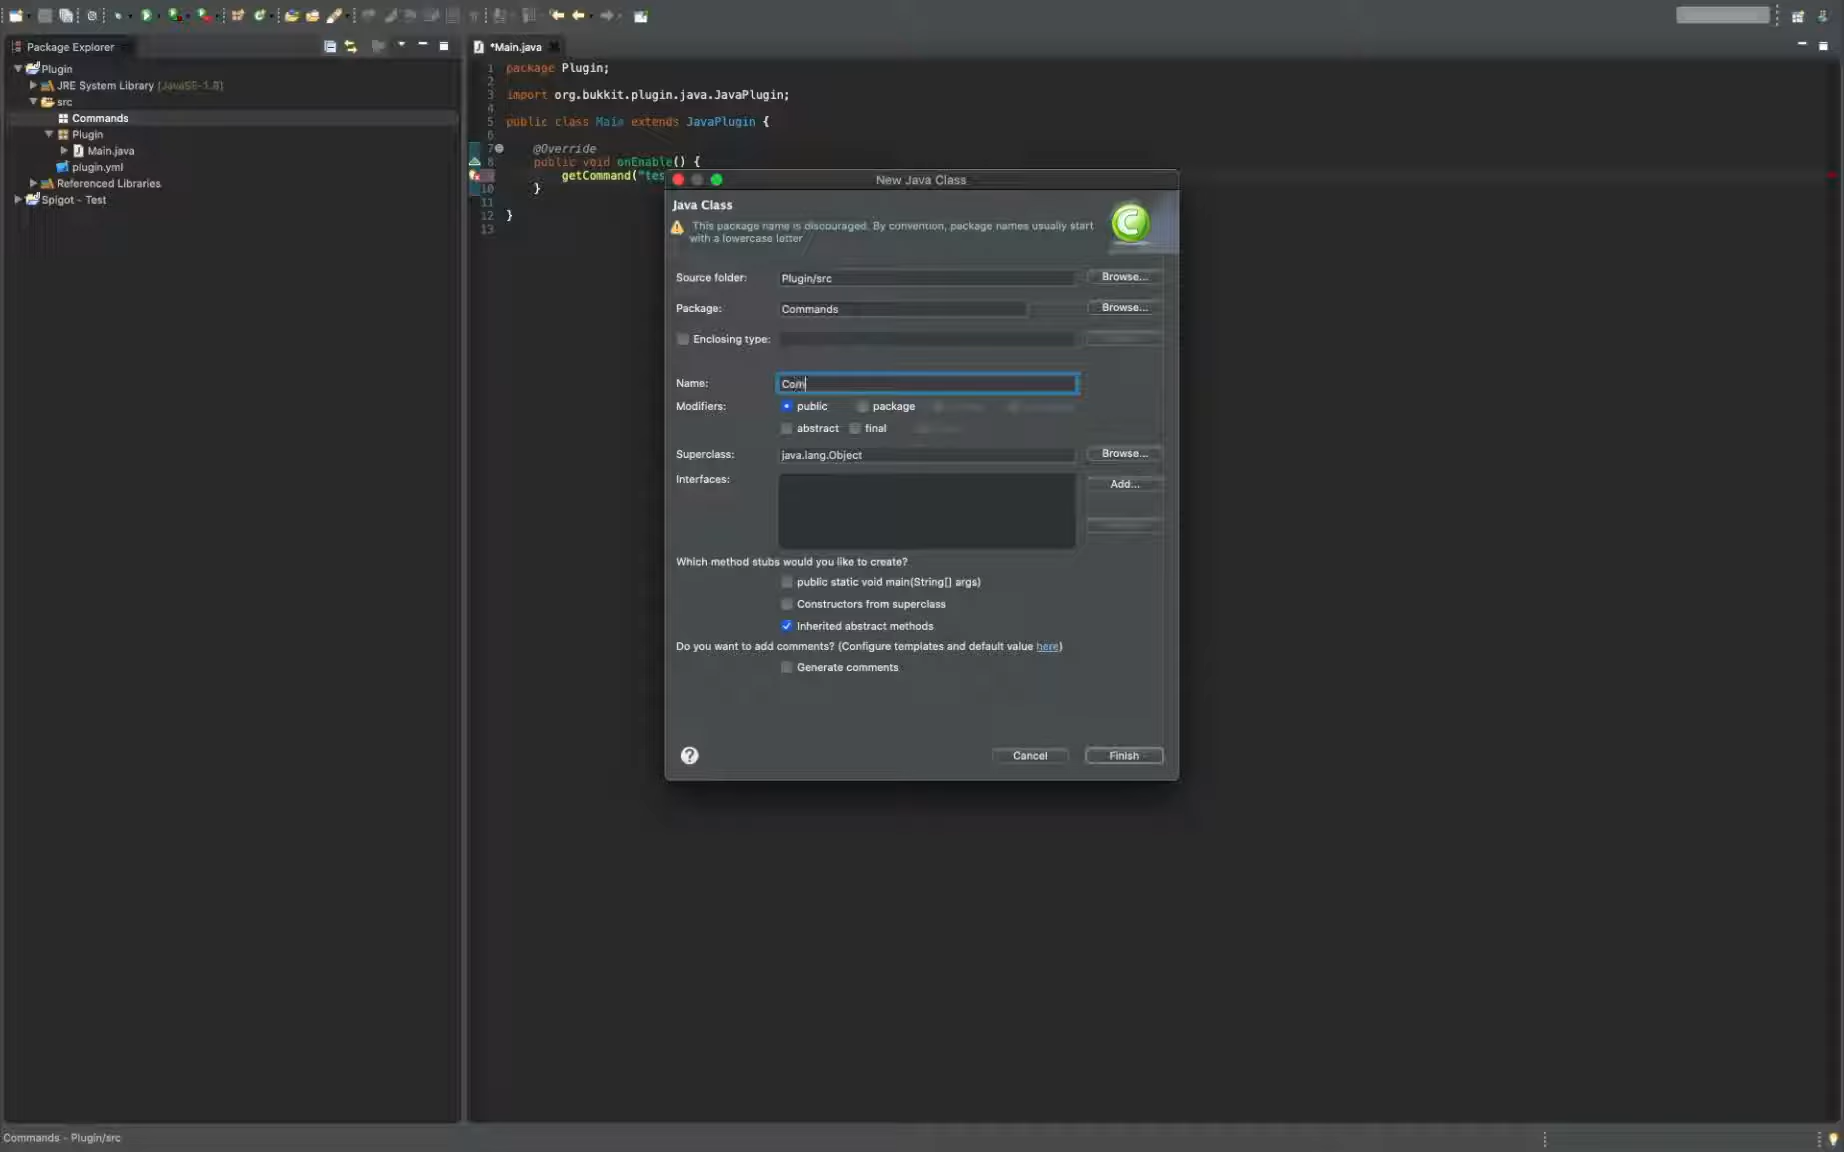 Package Explorer
Plugin
JRE System Library (JavaSE-1.8)
src
Commands
Plugin
Main.java
plugin.yml
Referenced Libraries
Spigot - Test
*Main.java
1 package Plugin;
2
3 import org.bukkit.plugin.java.JavaPlugin;
4
5 public class Main extends JavaPlugin {
6
7 @Override
8 public void onEnable() {
getCommand("tes
10 }
11
12 }
13
New Java Class
Java Class
This package name is discouraged. By convention, package names usually start
with a lowercase letter
Source folder: Plugin/src Browse...
Package: Commands Browse...
Enclosing type:
Name: Com
Modifiers: public package
abstract final
Superclass: java.lang.Object Browse...
Interfaces: Add...
Which method stubs would you like to create?
public static void main(String[] args)
Constructors from superclass
Inherited abstract methods
Do you want to add comments? (Configure templates and default value here)
Generate comments
? Cancel Finish
Commands - Plugin/src